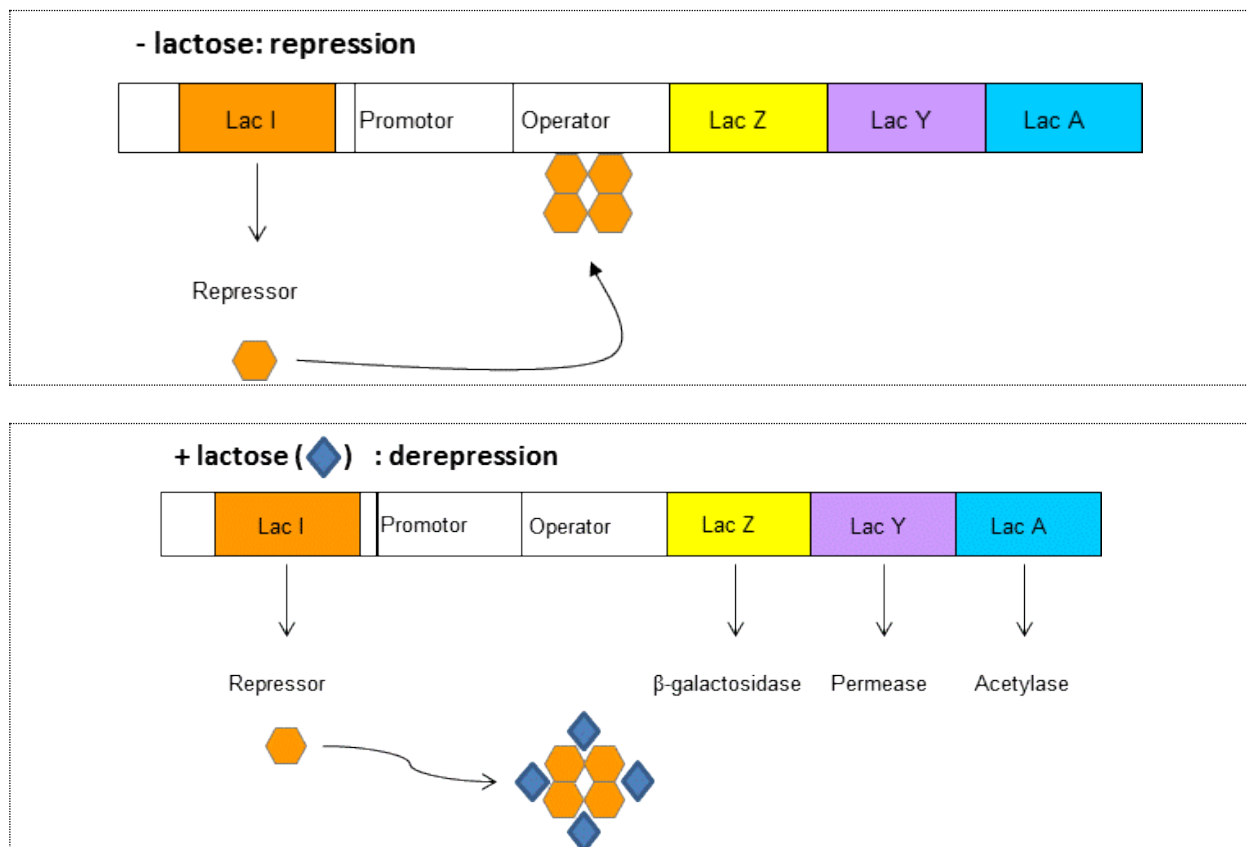 - lactose: repression
Lac I Promotor Operator Lac Z Lac Y Lac A
Repressor
+ lactose ( ) : derepression
Lac I Promotor Operator Lac Z Lac Y Lac A
Repressor β-galactosidase Permease Acetylase